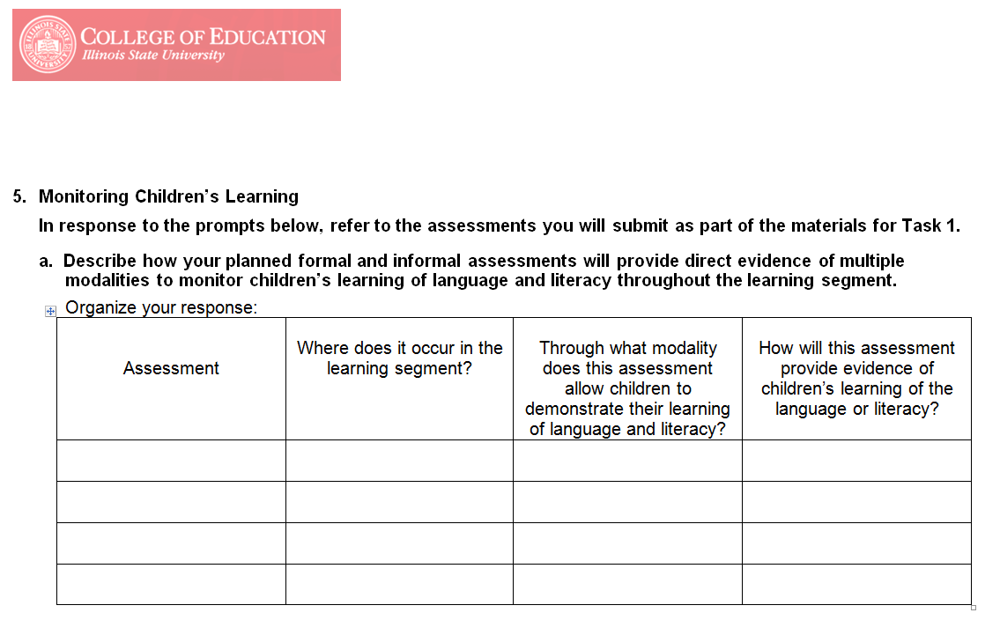 COLLEGE OF EDUCATION
Illinois State University
5. Monitoring Children's Learning
In response to the prompts below, refer to the assessments you will submit as part of the materials for Task 1.
a. Describe how your planned formal and informal assessments will provide direct evidence of multiple
modalities to monitor children's learning of language and literacy throughout the learning segment.
Organize your response:
Assessment
Where does it occur in the
learning segment?
Through what modality
does this assessment
allow children to
demonstrate their learning
of language and literacy?
How will this assessment
provide evidence of
children's learning of the
language or literacy?